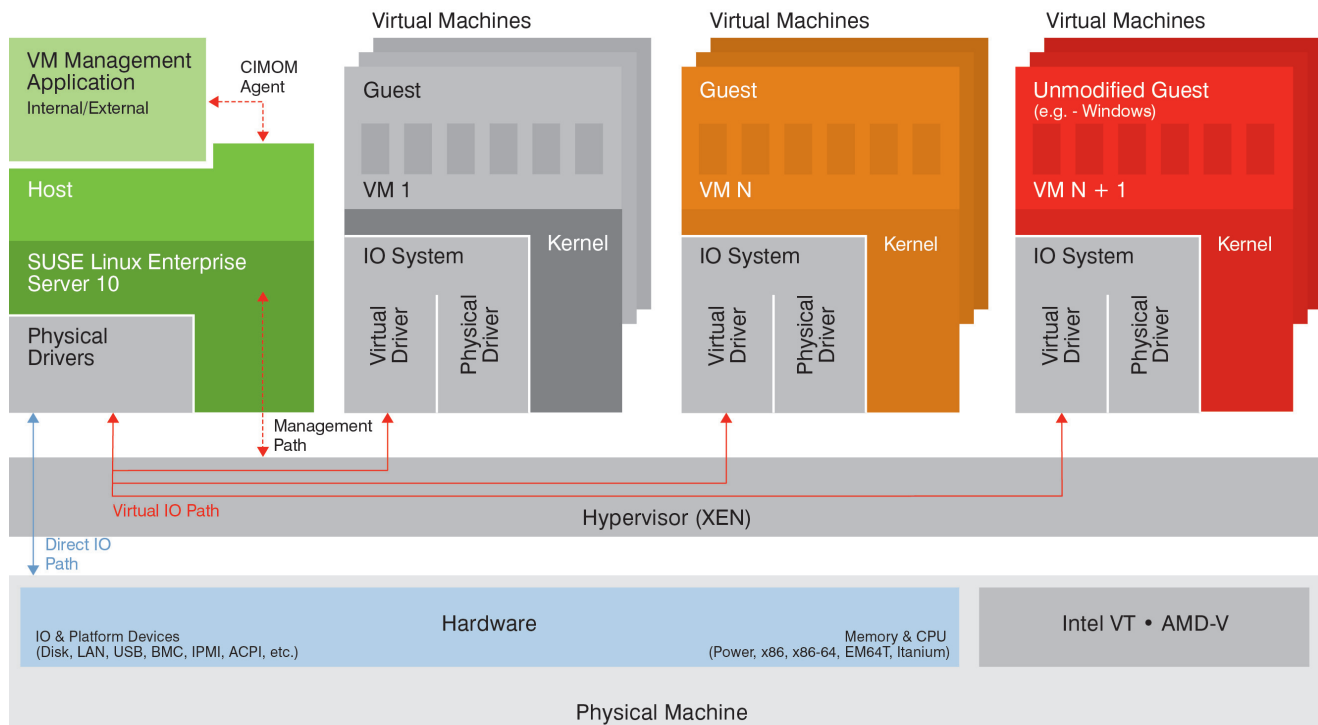 Virtual Machines
Virtual Machines
Virtual Machines
VM Management
Application
Internal/External
CIMOM
Agent
Host
SUSE Linux Enterprise
Server 10
Physical
Drivers
Management
Path
Guest
VM 1
Kernel
IO System
Virtual
Driver
Physical
Driver
Guest
VM N
Kernel
IO System
Virtual
Driver
Physical
Driver
Unmodified Guest
(e.g. - Windows)
VM N + 1
Kernel
IO System
Virtual
Driver
Physical
Driver
Virtual IO Path
Hypervisor (XEN)
Direct IO
Path
Hardware
IO & Platform Devices
(Disk, LAN, USB, BMC, IPMI, ACPI, etc.)
Memory & CPU
(Power, x86, x86-64, EM64T, Itanium)
Intel VT • AMD-V
Physical Machine